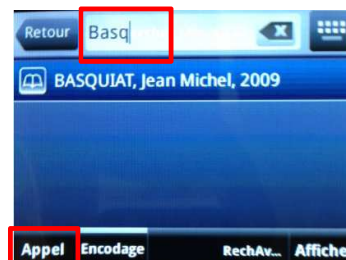 Retour Basq
BASQUIAT, Jean Michel, 2009
Appel Encodage RechAv... Affiche